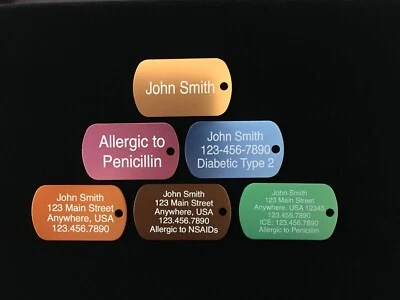 John Smith
Allergic to
Penicillin
John Smith
123-456-7890
Diabetic Type 2
John Smith
123 Main Street
Anywhere, USA
123.456.7890
John Smith
123 Main Street
Anywhere, USA
123.456.7890
Allergic to NSAIDs
John Smith
123 Main Street
Anywhere, USA 12345
123.456.7890
ICE: 123.456.7890
Allergic to Penicillin